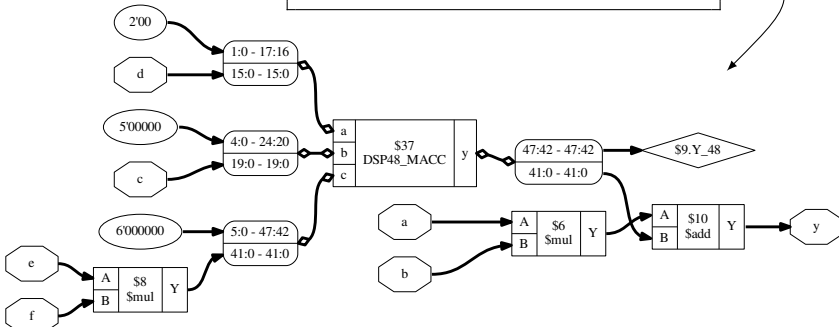 2'00
1:0 - 17:16
d
15:0 - 15:0
5'00000
4:0 - 24:20
c
19:0 - 19:0
a
b
c
$37
DSP48_MACC
y
47:42 - 47:42
41:0 - 41:0
$9.Y_48
6'000000
5:0 - 47:42
41:0 - 41:0
e
f
A
B
$8
$mul
Y
a
b
A
B
$6
$mul
Y
A
B
$10
$add
Y
y